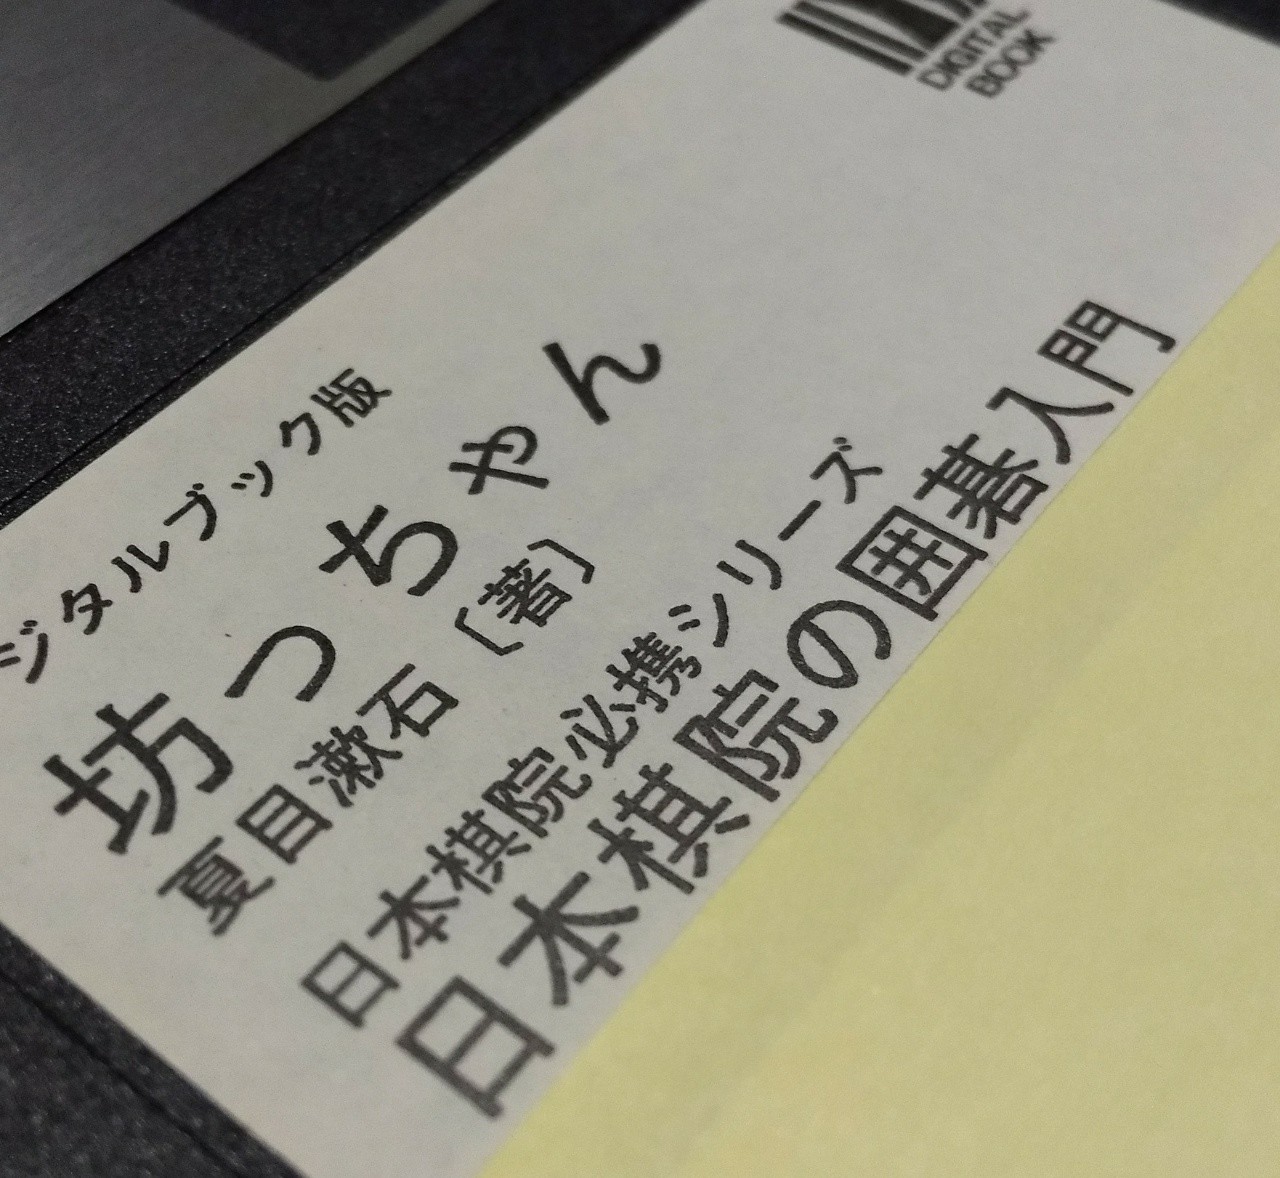 DIGITAL
BOOK
ジタルブック版
坊っちゃん
夏目漱石〔著〕
日本棋院必携シリーズ
日本棋院の囲碁入門